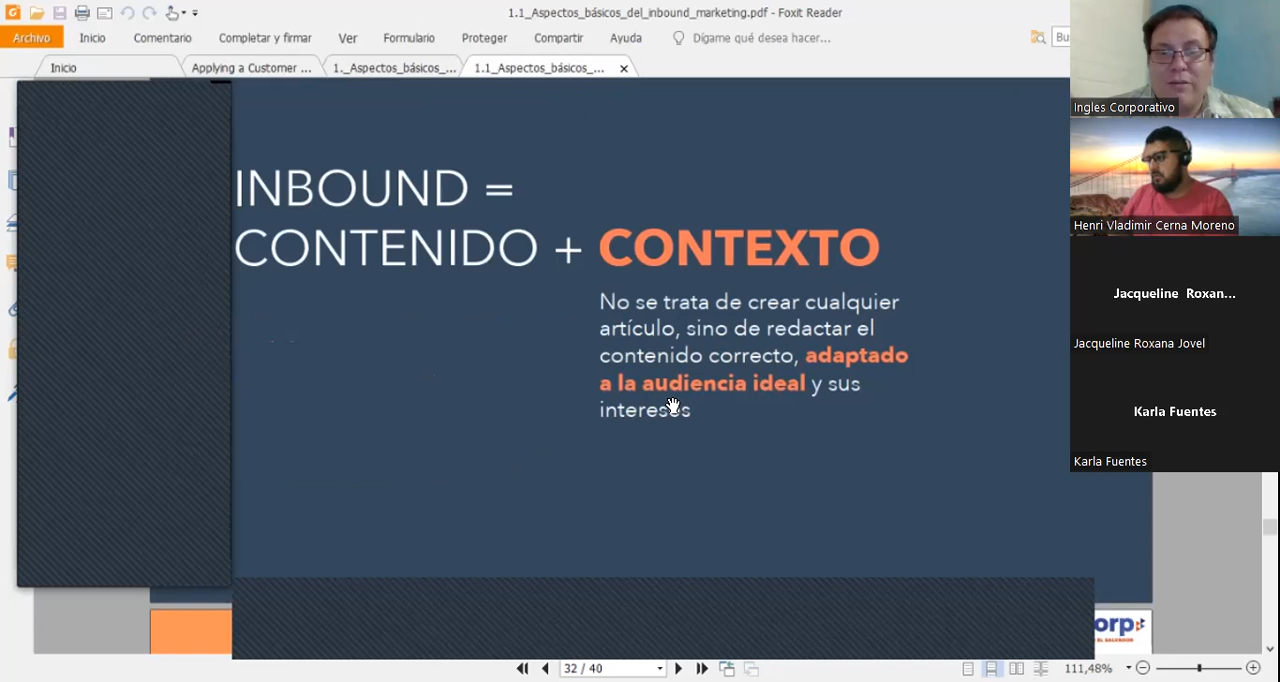 1.1_Aspectos_básicos_del_inbound_marketing.pdf - Foxit Reader
Archivo
Inicio
Comentario
Completar y firmar
Ver
Formulario
Proteger
Compartir
Ayuda
Dígame qué desea hacer...
Bu
Inicio
Applying a Customer ...
1._Aspectos_básicos_...
1.1_Aspectos_básicos_...
INBOUND =
CONTENIDO + CONTEXTO
No se trata de crear cualquier
artículo, sino de redactar el
contenido correcto, adaptado
a la audiencia ideal y sus
intereses
Ingles Corporativo
Henri Vladimir Cerna Moreno
Jacqueline Roxan...
Jacqueline Roxana Jovel
Karla Fuentes
Karla Fuentes
orp
32 / 40
111,48%